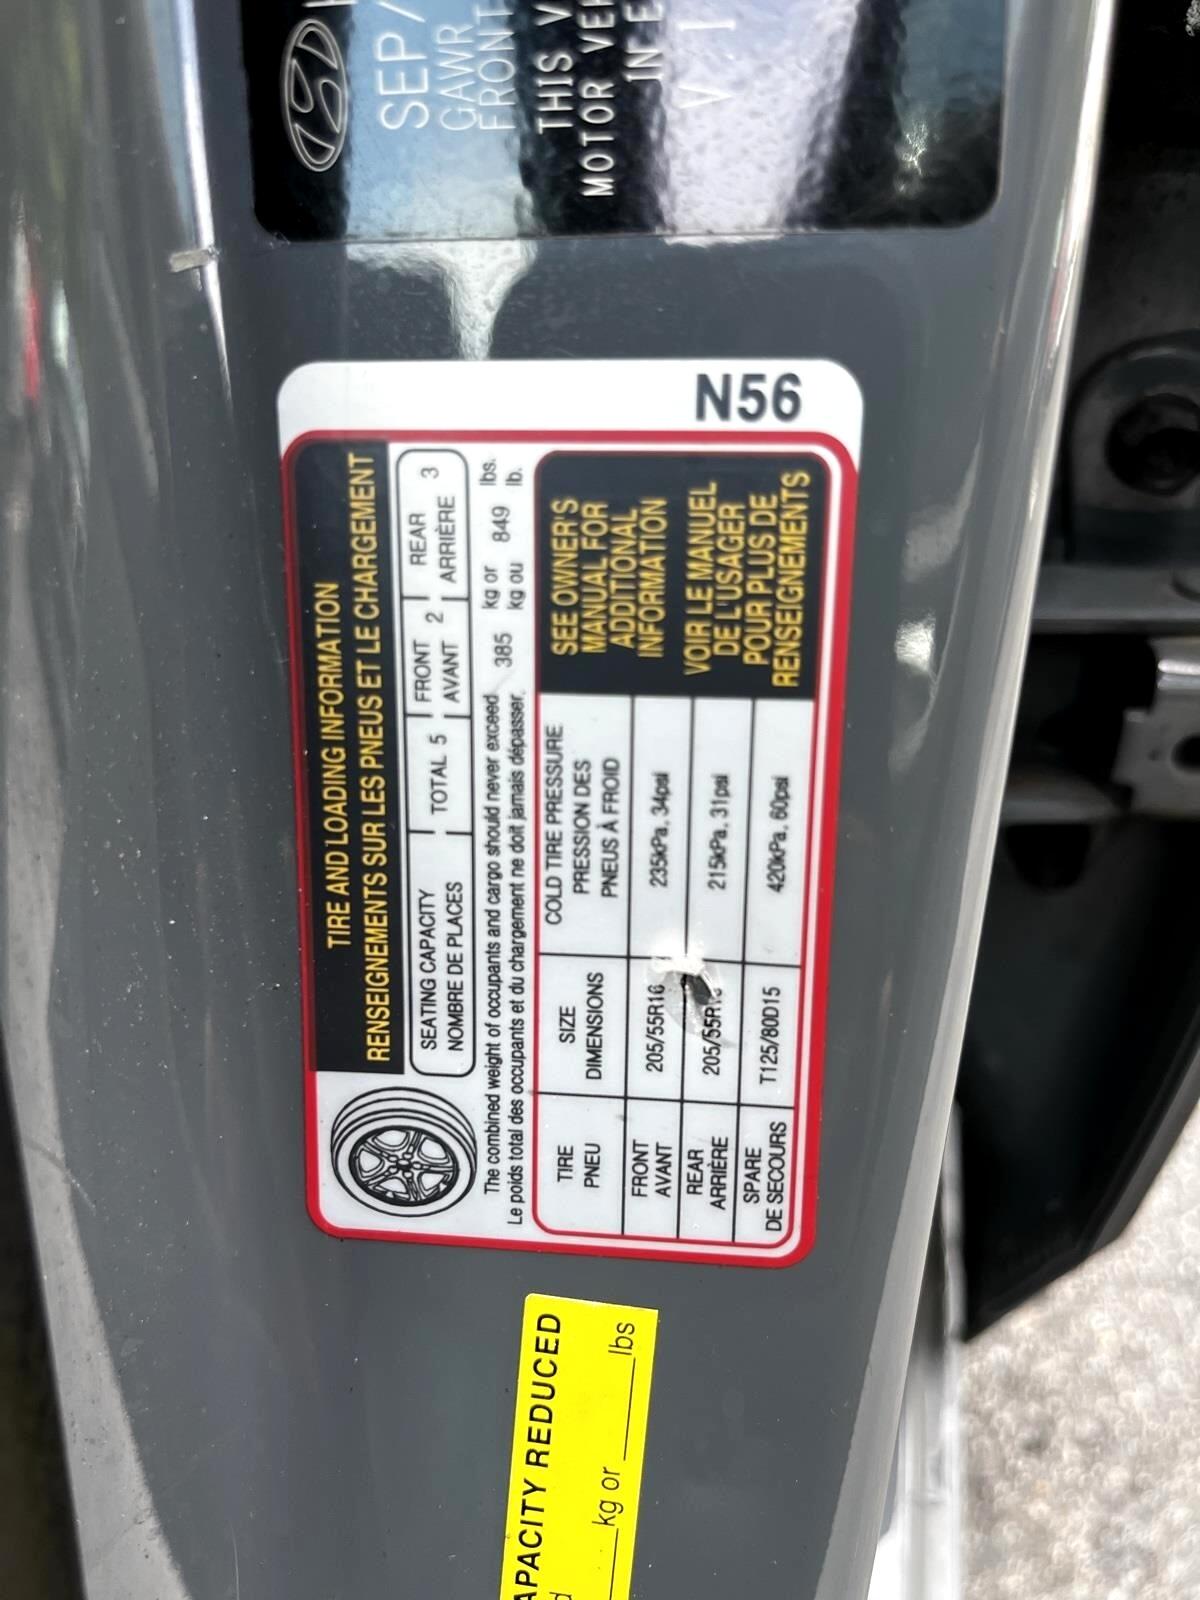 SEP/
GAWR
FRONT
THIS V
MOTOR VEH
IN E
V I
N56
TIRE AND LOADING INFORMATION
RENSEIGNEMENTS SUR LES PNEUS ET LE CHARGEMENT
SEATING CAPACITY
NOMBRE DE PLACES
TOTAL 5
FRONT
AVANT 2
REAR
ARRIÈRE 3
The combined weight of occupants and cargo should never exceed 385 kg or 849 lbs.
Le poids total des occupants et du chargement ne doit jamais dépasser. kg ou lb.
TIRE
PNEU
SIZE
DIMENSIONS
COLD TIRE PRESSURE
PRESSION DES
PNEUS À FROID
FRONT
AVANT
205/55R16
235kPa, 34psi
REAR
ARRIÈRE
215kPa, 31psi
SPARE
DE SECOURS
T125/80D15
420kPa, 60psi
SEE OWNER'S
MANUAL FOR
ADDITIONAL
INFORMATION
VOIR LE MANUEL
DE L'USAGER
POUR PLUS DE
RENSEIGNEMENTS
APACITY REDUCED
kg or lbs